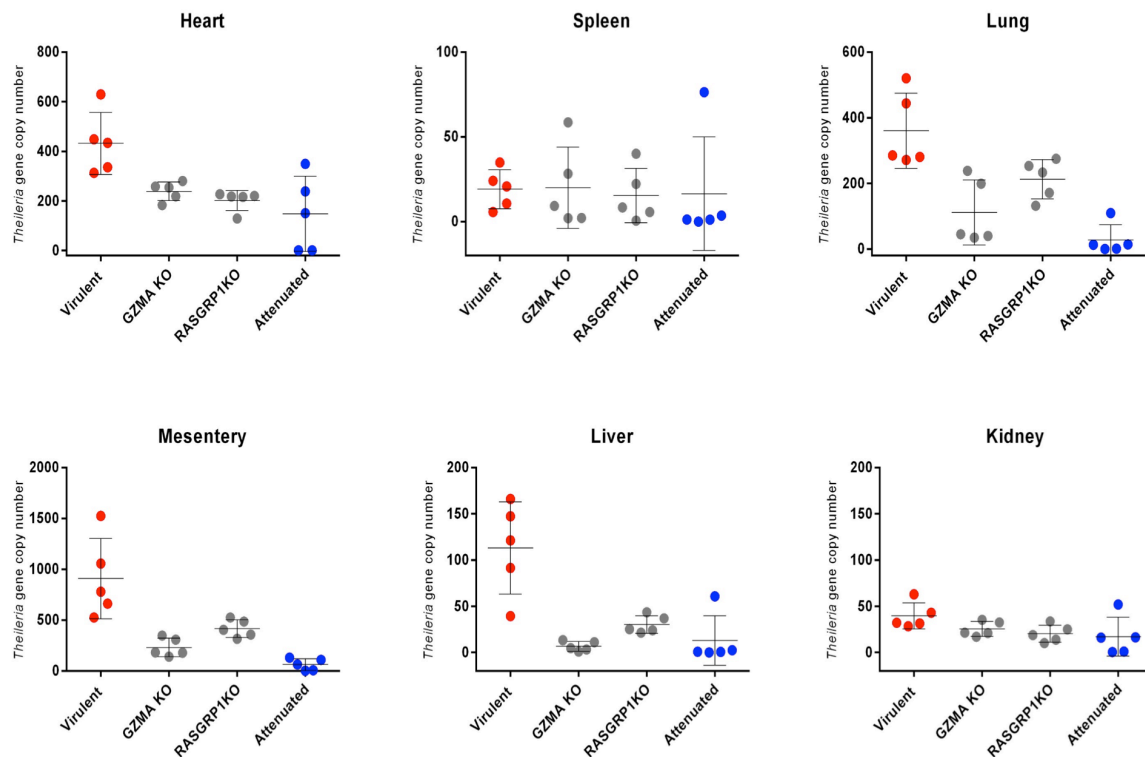 Heart
Theileria gene copy number
800
600
400
200
0
Virulent
GZMA KO
RASGRP1KO
Attenuated
Spleen
Theileria gene copy number
100
50
0
Virulent
GZMA KO
RASGRP1KO
Attenuated
Lung
Theileria gene copy number
600
400
200
0
Virulent
GZMA KO
RASGRP1KO
Attenuated
Mesentery
Theileria gene copy number
2000
1500
1000
500
0
Virulent
GZMA KO
RASGRP1KO
Attenuated
Liver
Theileria gene copy number
200
150
100
50
0
Virulent
GZMA KO
RASGRP1KO
Attenuated
Kidney
Theileria gene copy number
200
150
100
50
0
Virulent
GZMA KO
RASGRP1KO
Attenuated